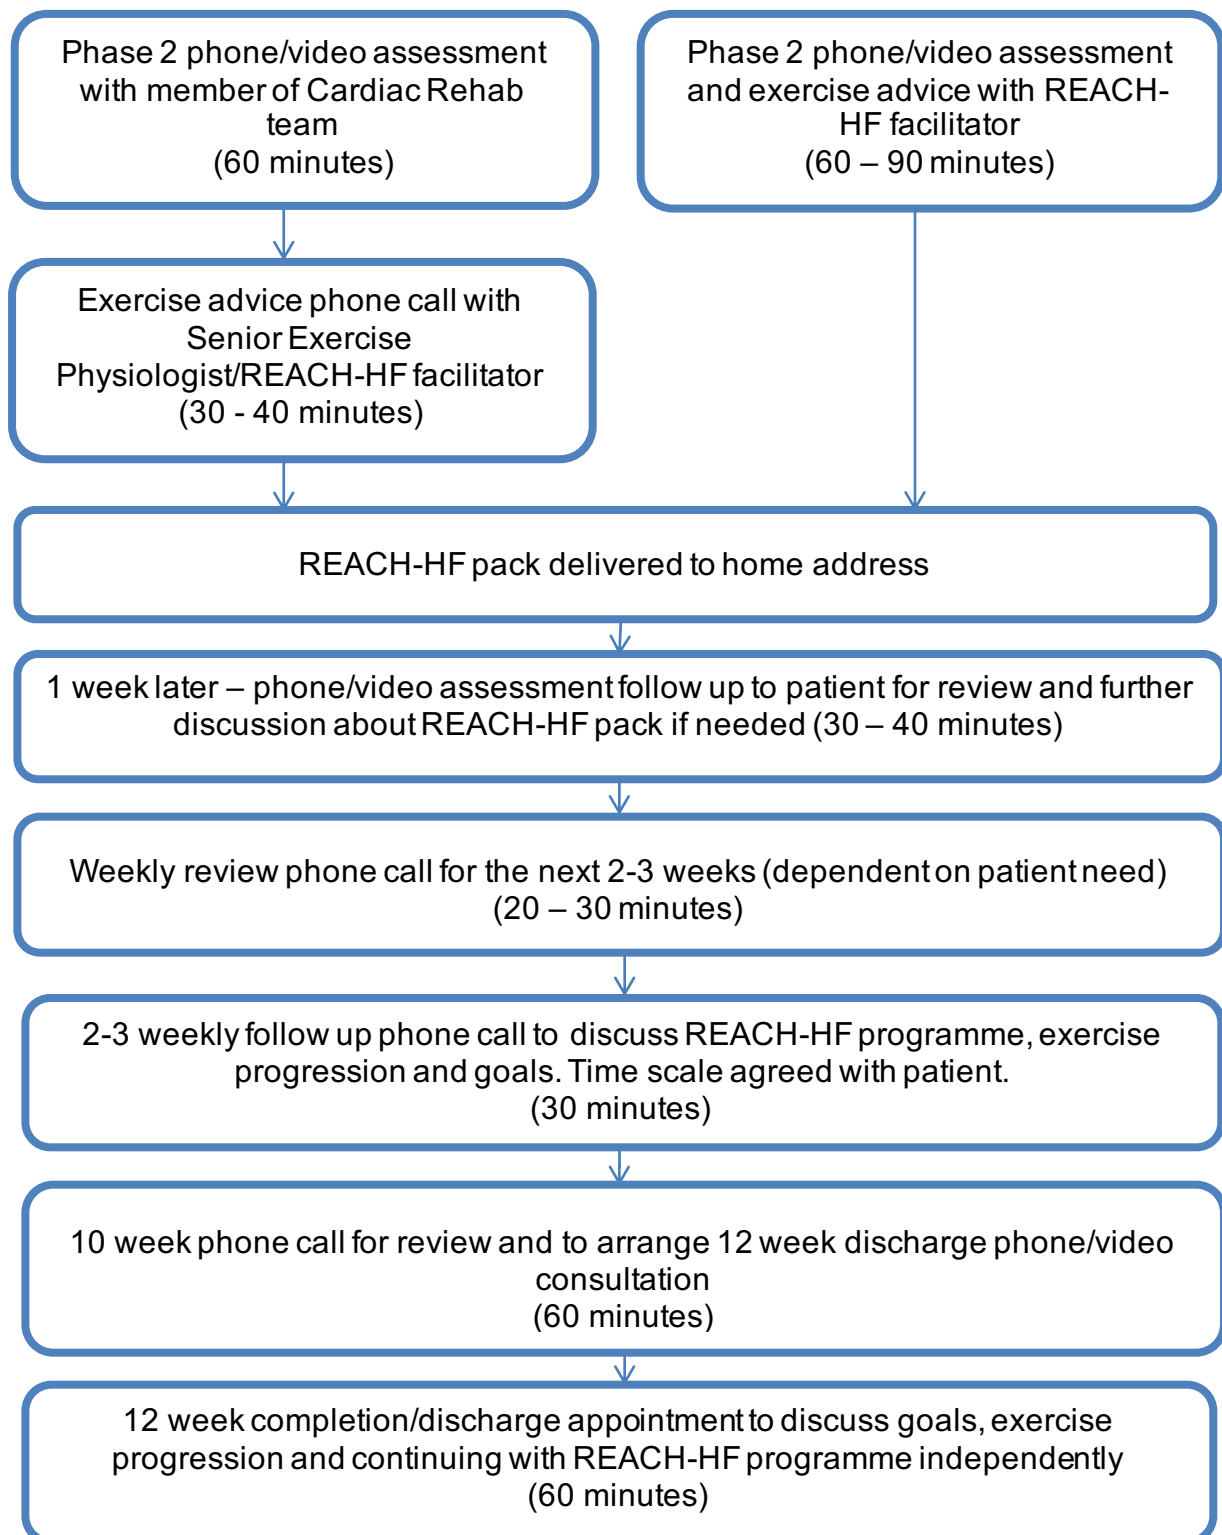 Phase 2 phone/video assessment
with member of Cardiac Rehab
team
(60 minutes)
Phase 2 phone/video assessment
and exercise advice with REACH-
HF facilitator
(60 – 90 minutes)
Exercise advice phone call with
Senior Exercise
Physiologist/REACH-HF facilitator
(30 - 40 minutes)
REACH-HF pack delivered to home address
1 week later – phone/video assessment follow up to patient for review and further
discussion about REACH-HF pack if needed (30 – 40 minutes)
Weekly review phone call for the next 2-3 weeks (dependent on patient need)
(20 – 30 minutes)
2-3 weekly follow up phone call to discuss REACH-HF programme, exercise
progression and goals. Time scale agreed with patient.
(30 minutes)
10 week phone call for review and to arrange 12 week discharge phone/video
consultation
(60 minutes)
12 week completion/discharge appointment to discuss goals, exercise
progression and continuing with REACH-HF programme independently
(60 minutes)